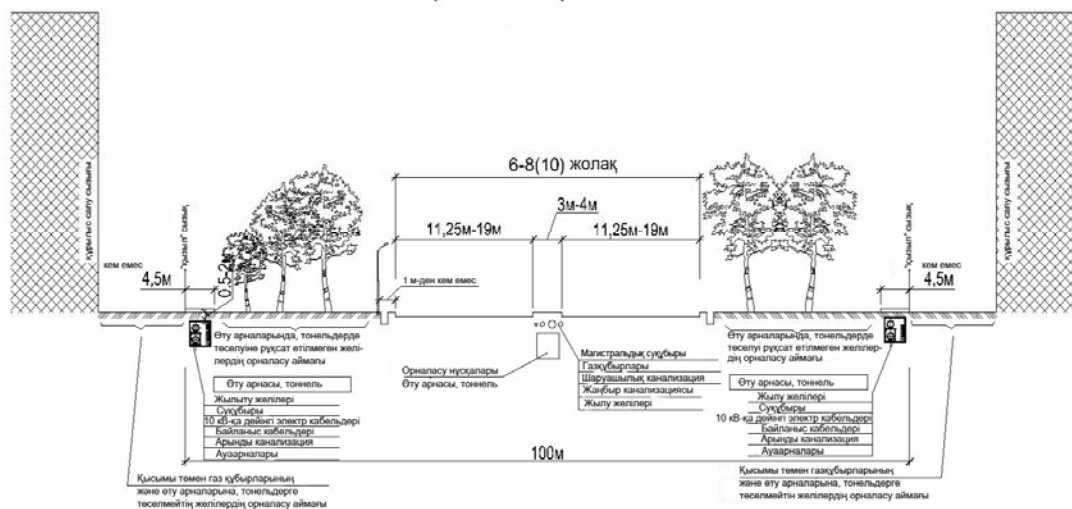 6-8(10) жолақ
3м-4м
11,25м-19м
11,25м-19м
құрылыс салу сызығы
кем емес
4,5м
"қызыл" сызық
0,5-2м
1 м-ден кем емес
"қызыл" сызық
кем емес
4,5м
құрылыс салу сызығы
Өту арналарында, тонельдерде
төселуіне рұқсат етілмеген желі-
лердің орналасу аймағы
Өту арнасы, тоннель
Жылыту желілері
Суқұбыры
10 кВ-қа дейінгі электр кабельдері
Байланыс кабельдері
Арынды канализация
Ауаарналары
Қысымы төмен газ құбырларының
және өту арналарына, тонельдерге
төселмейтін желілердің орналасу аймағы
Орналасу нұсқалары
Өту арнасы, тоннель
Магистральдық суқұбыры
Газқұбырлары
Шаруашылық канализация
Жаңбыр канализациясы
Жылу желілері
100м
Өту арналарында, тонельдерде
төселуі рұқсат етілмеген желілер-
дің орналасу аймағы
Өту арнасы, тоннель
Жылу желілері
Суқұбыры
10 кВ-қа дейінгі электр кабельдері
Байланыс кабельдері
Арынды канализация
Ауаарналары
Қысымы төмен газқұбырларының
және өту арналарына, тонельдерге
төселмейтін желілердің орналасу аймағы